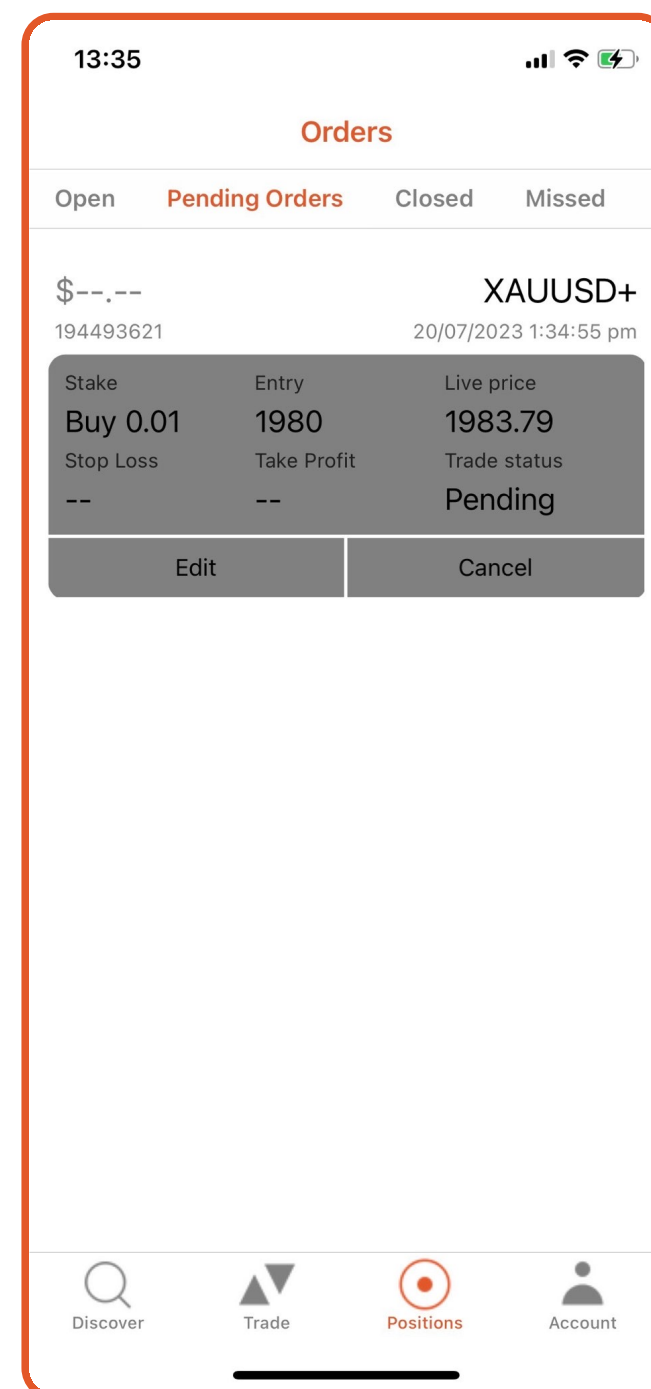 13:35
Orders
Open Pending Orders Closed Missed
$--.-- XAUUSD+
194493621 20/07/2023 1:34:55 pm
Stake Entry Live price
Buy 0.01 1980 1983.79
Stop Loss Take Profit Trade status
-- -- Pending
Edit Cancel
Discover Trade Positions Account